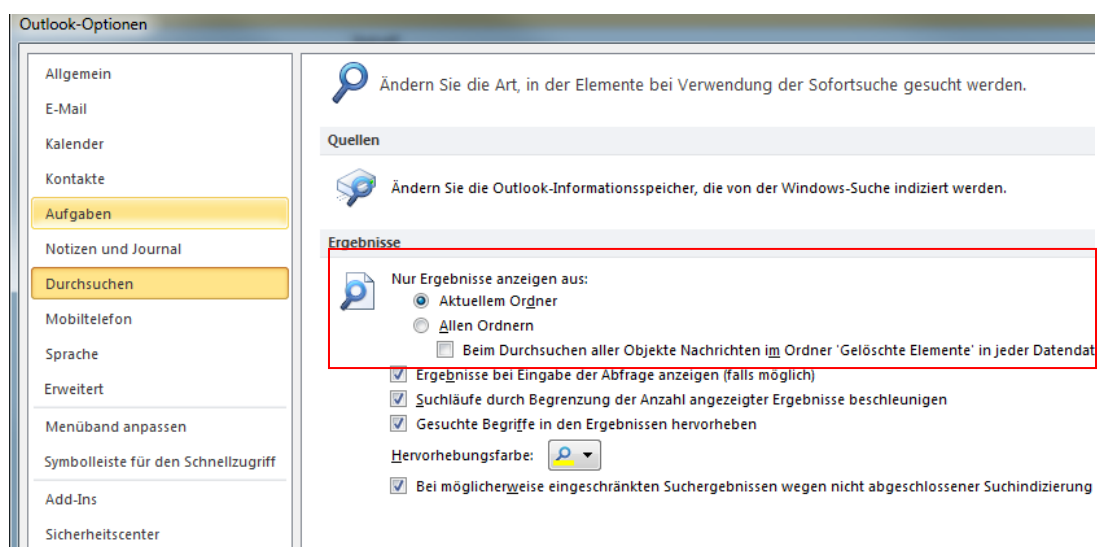 Outlook-Optionen
Allgemein
E-Mail
Kalender
Kontakte
Aufgaben
Notizen und Journal
Durchsuchen
Mobiltelefon
Sprache
Erweitert
Menüband anpassen
Symbolleiste für den Schnellzugriff
Add-Ins
Sicherheitscenter
Ändern Sie die Art, in der Elemente bei Verwendung der Sofortsuche gesucht werden.
Quellen
Ändern Sie die Outlook-Informationsspeicher, die von der Windows-Suche indiziert werden.
Ergebnisse
Nur Ergebnisse anzeigen aus:
Aktuellem Ordner
Allen Ordnern
Beim Durchsuchen aller Objekte Nachrichten im Ordner 'Gelöschte Elemente' in jeder Datendat
Ergebnisse bei Eingabe der Abfrage anzeigen (falls möglich)
Suchläufe durch Begrenzung der Anzahl angezeigter Ergebnisse beschleunigen
Gesuchte Begriffe in den Ergebnissen hervorheben
Hervorhebungsfarbe:
Bei möglicherweise eingeschränkten Suchergebnissen wegen nicht abgeschlossener Suchindizierung